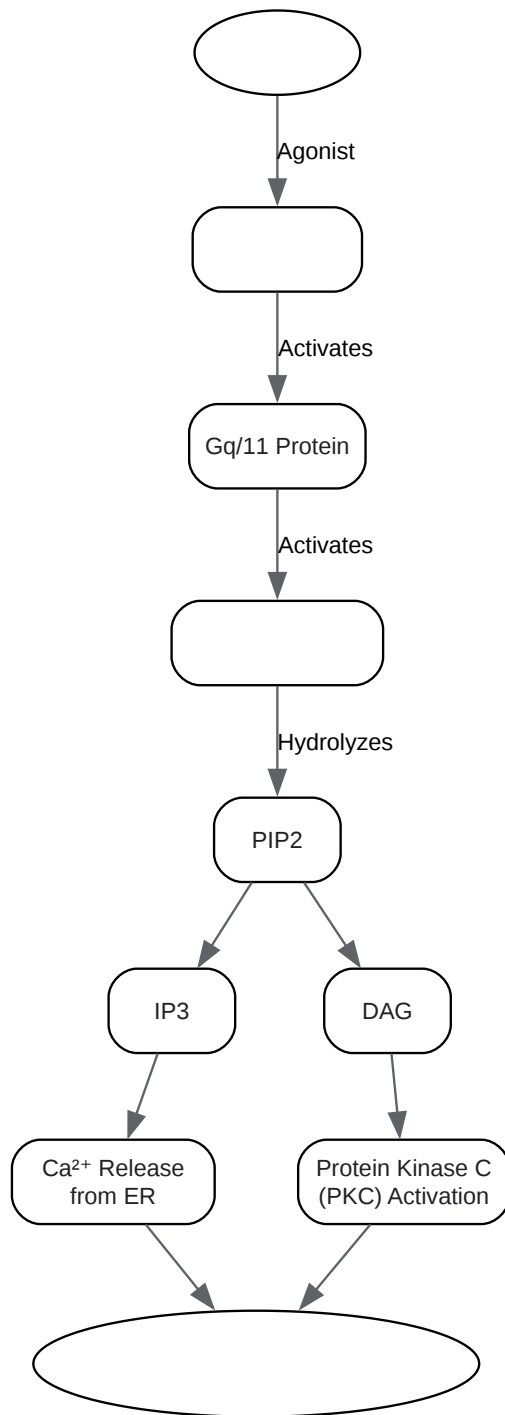 Agonist
Activates
Gq/11 Protein
Activates
Hydrolyzes
PIP2
IP3
DAG
Ca²⁺ Release
from ER
Protein Kinase C
(PKC) Activation